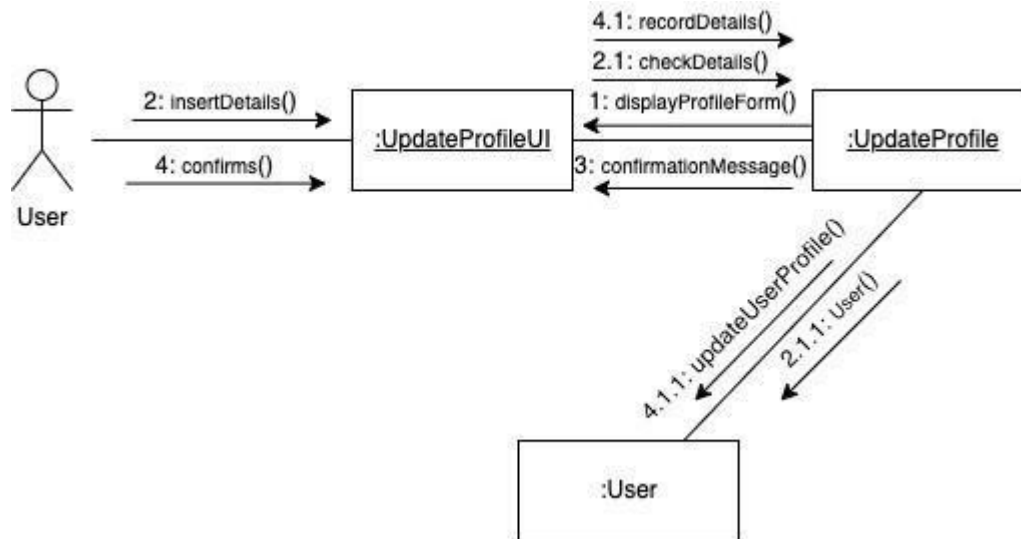 4.1: recordDetails()
2.1: checkDetails()
2: insertDetails()
1: displayProfileForm()
:UpdateProfileUI
:UpdateProfile
4: confirms()
3: confirmationMessage()
User
4.1.1: updateUserProfile()
2.1.1: User()
:User